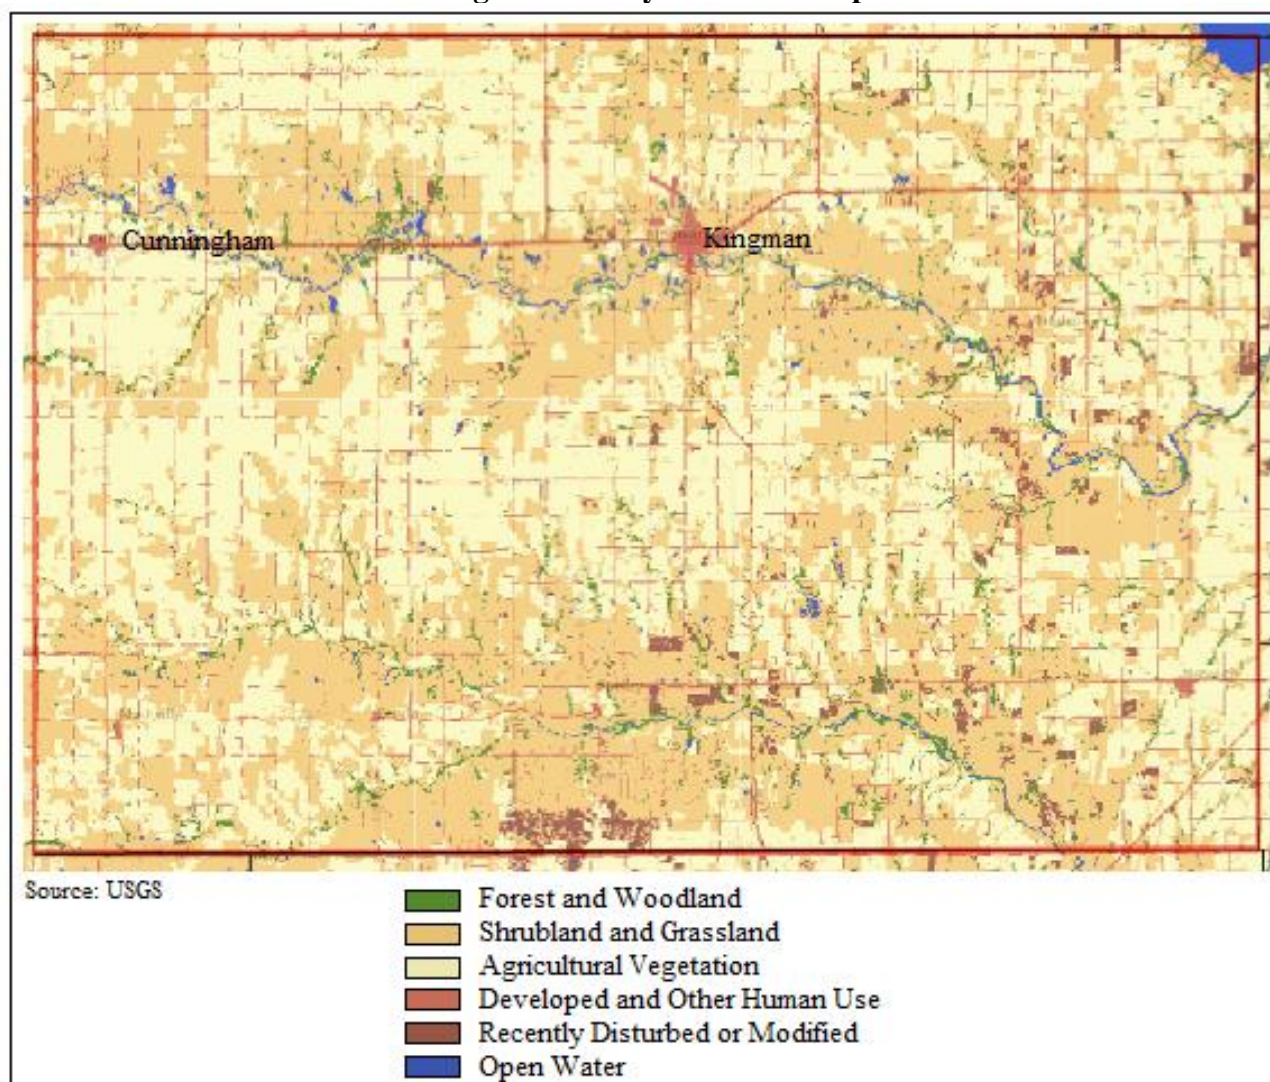 Cunningham
Kingman
Source: USGS
Forest and Woodland
Shrubland and Grassland
Agricultural Vegetation
Developed and Other Human Use
Recently Disturbed or Modified
Open Water